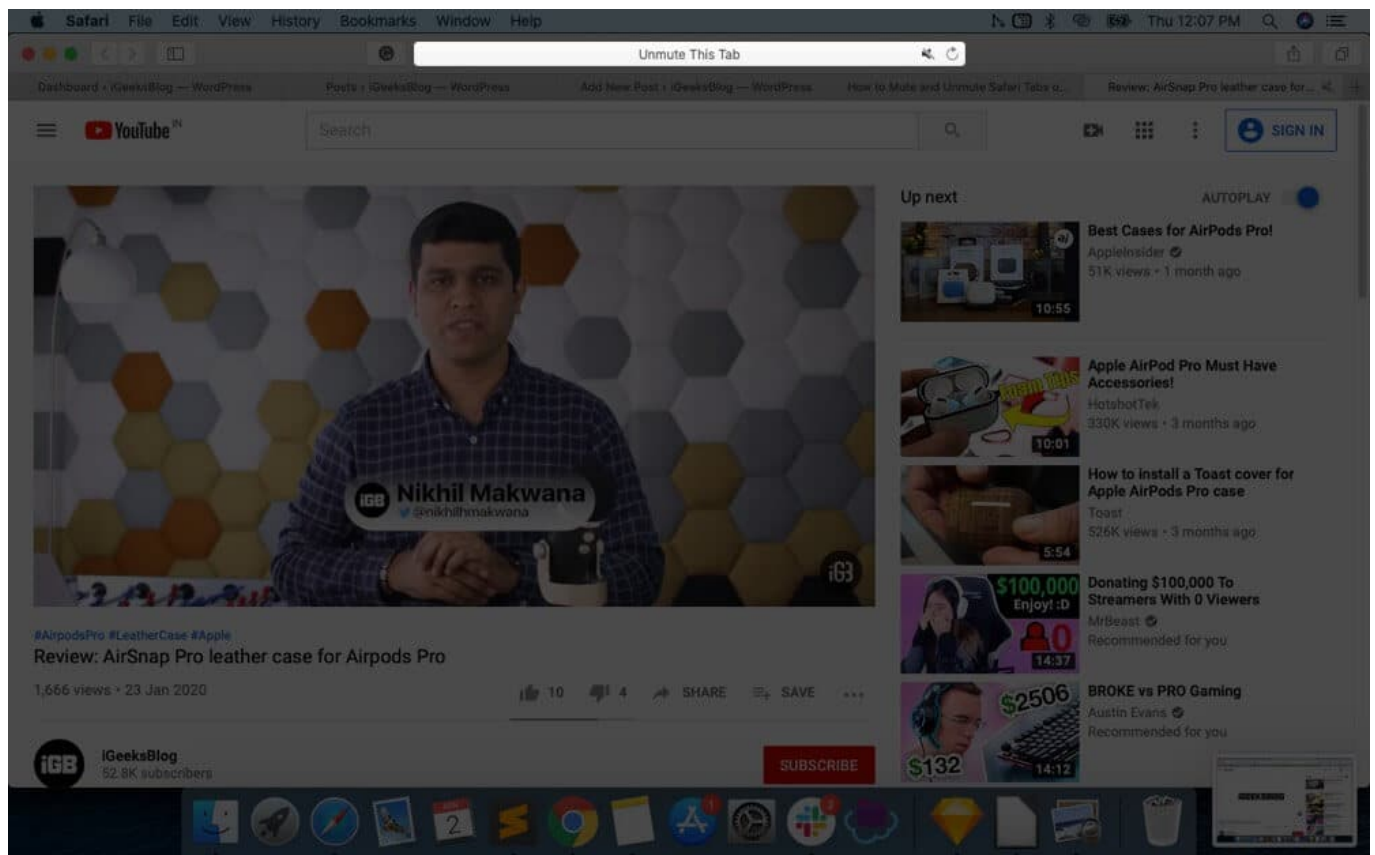 Safari File Edit View History Bookmarks Window Help
Thu 12:07 PM
Unmute This Tab
Dashboard ‹ iGeeksBlog — WordPress
Posts ‹ iGeeksBlog — WordPress
Add New Post ‹ iGeeksBlog — WordPress
How to Mute and Unmute Safari Tabs o...
Review: AirSnap Pro leather case for...
YouTube IN
Search
SIGN IN
Nikhil Makwana
@nikhilhmakwana
iGB
iGB
#AirpodsPro #LeatherCase #Apple
Review: AirSnap Pro leather case for Airpods Pro
1,666 views • 23 Jan 2020
10 4 SHARE SAVE
iGB
iGeeksBlog
52.8K subscribers
SUBSCRIBE
Up next
AUTOPLAY
Best Cases for AirPods Pro!
AppleInsider
51K views • 1 month ago
10:55
Apple AirPod Pro Must Have
Accessories!
HotshotTek
330K views • 3 months ago
10:01
How to install a Toast cover for
Apple AirPods Pro case
Toast
526K views • 3 months ago
5:54
$100,000
Enjoy! :D
0
14:37
Donating $100,000 To
Streamers With 0 Viewers
MrBeast
Recommended for you
$2506
$132
14:12
BROKE vs PRO Gaming
Austin Evans
Recommended for you
2
1
3